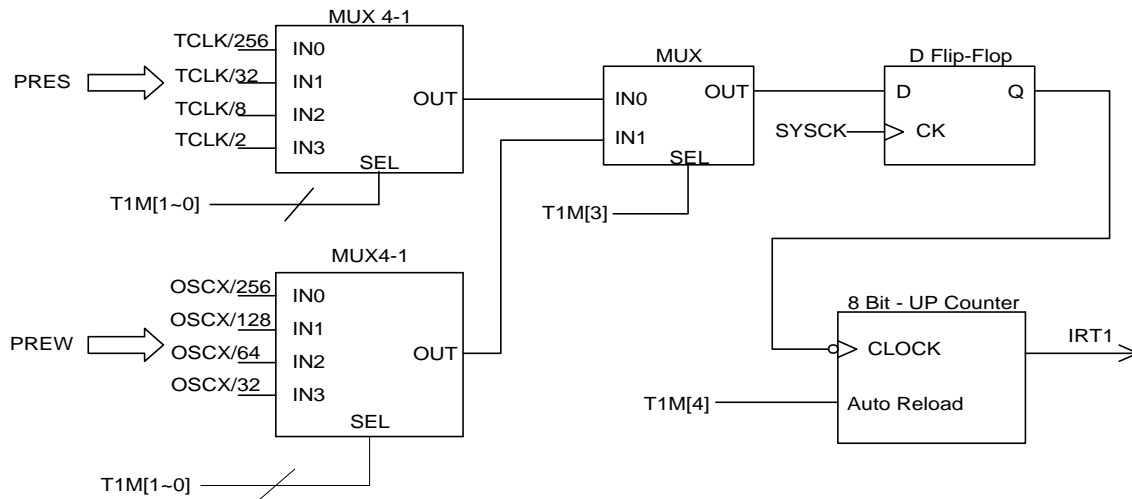 MUX 4-1
TCLK/256
IN0
PRES
TCLK/32
IN1
TCLK/8
IN2
TCLK/2
IN3
OUT
SEL
T1M[1~0]
MUX
IN0
OUT
IN1
SEL
T1M[3]
D Flip-Flop
D
Q
SYSCK
CK
MUX4-1
OSCX/256
IN0
PREW
OSCX/128
IN1
OSCX/64
IN2
OSCX/32
IN3
OUT
SEL
T1M[1~0]
8 Bit - UP Counter
CLOCK
IRT1
T1M[4]
Auto Reload